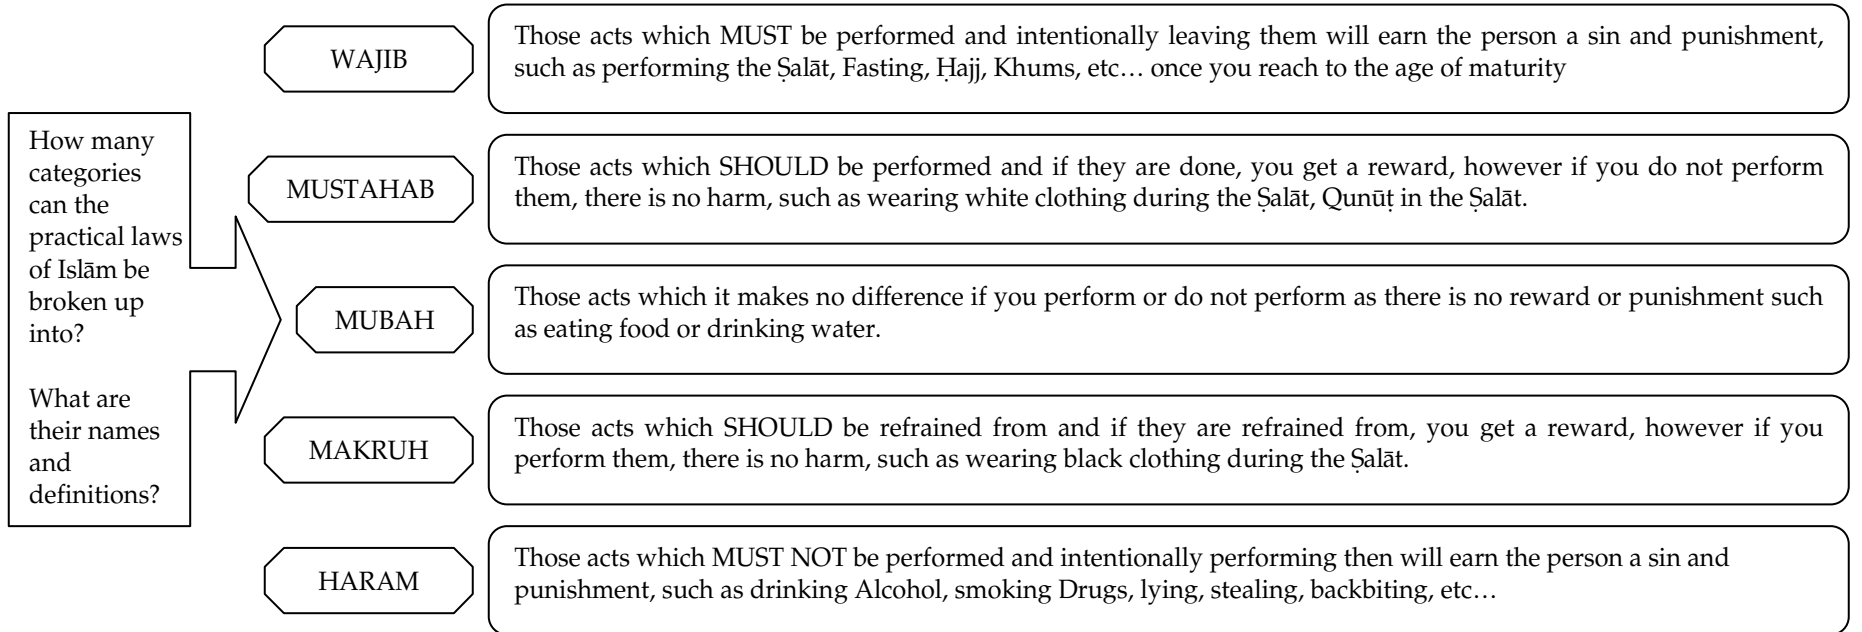 How many
categories
can the
practical laws
of Islām be
broken up
into?
What are
their names
and
definitions?
WAJIB
Those acts which MUST be performed and intentionally leaving them will earn the person a sin and punishment,
such as performing the Ṣalāt, Fasting, Ḥajj, Khums, etc… once you reach to the age of maturity
MUSTAHAB
Those acts which SHOULD be performed and if they are done, you get a reward, however if you do not perform
them, there is no harm, such as wearing white clothing during the Ṣalāt, Qunūṭ in the Ṣalāt.
MUBAH
Those acts which it makes no difference if you perform or do not perform as there is no reward or punishment such
as eating food or drinking water.
MAKRUH
Those acts which SHOULD be refrained from and if they are refrained from, you get a reward, however if you
perform them, there is no harm, such as wearing black clothing during the Ṣalāt.
HARAM
Those acts which MUST NOT be performed and intentionally performing then will earn the person a sin and
punishment, such as drinking Alcohol, smoking Drugs, lying, stealing, backbiting, etc…